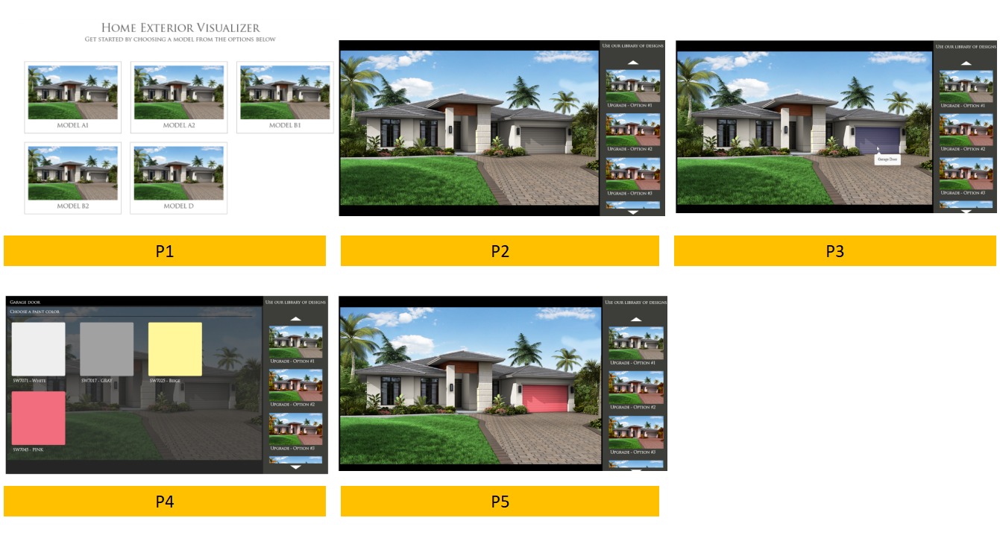 Home Exterior Visualizer
Get started by choosing a model from the options below
MODEL A1
MODEL A2
MODEL B1
MODEL B2
MODEL D
P1
Use our library of designs
Upgrade - Option #1
Upgrade - Option #2
Upgrade - Option #3
P2
Use our library of designs
Upgrade - Option #1
Upgrade - Option #2
Upgrade - Option #3
Garage Door
P3
Garage door
Choose a paint color
SW7071 - White
SW7017 - Gray
SW7025 - Beige
SW7045 - Pink
Use our library of designs
Upgrade - Option #1
Upgrade - Option #2
Upgrade - Option #3
P4
Use our library of designs
Upgrade - Option #1
Upgrade - Option #2
Upgrade - Option #3
P5